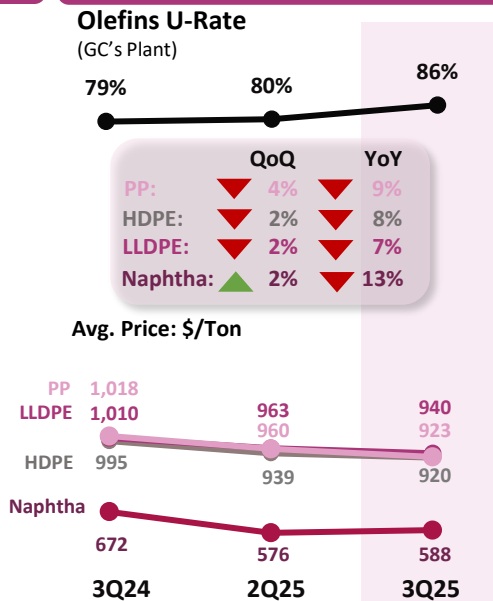 Olefins U-Rate
(GC's Plant)
79%
80%
86%
QoQ YoY
PP: 4% 9%
HDPE: 2% 8%
LLDPE: 2% 7%
Naphtha: 2% 13%
Avg. Price: $/Ton
PP 1,018
LLDPE 1,010 963 940
960 923
HDPE 995 939 920
Naphtha
672 576 588
3Q24 2Q25 3Q25